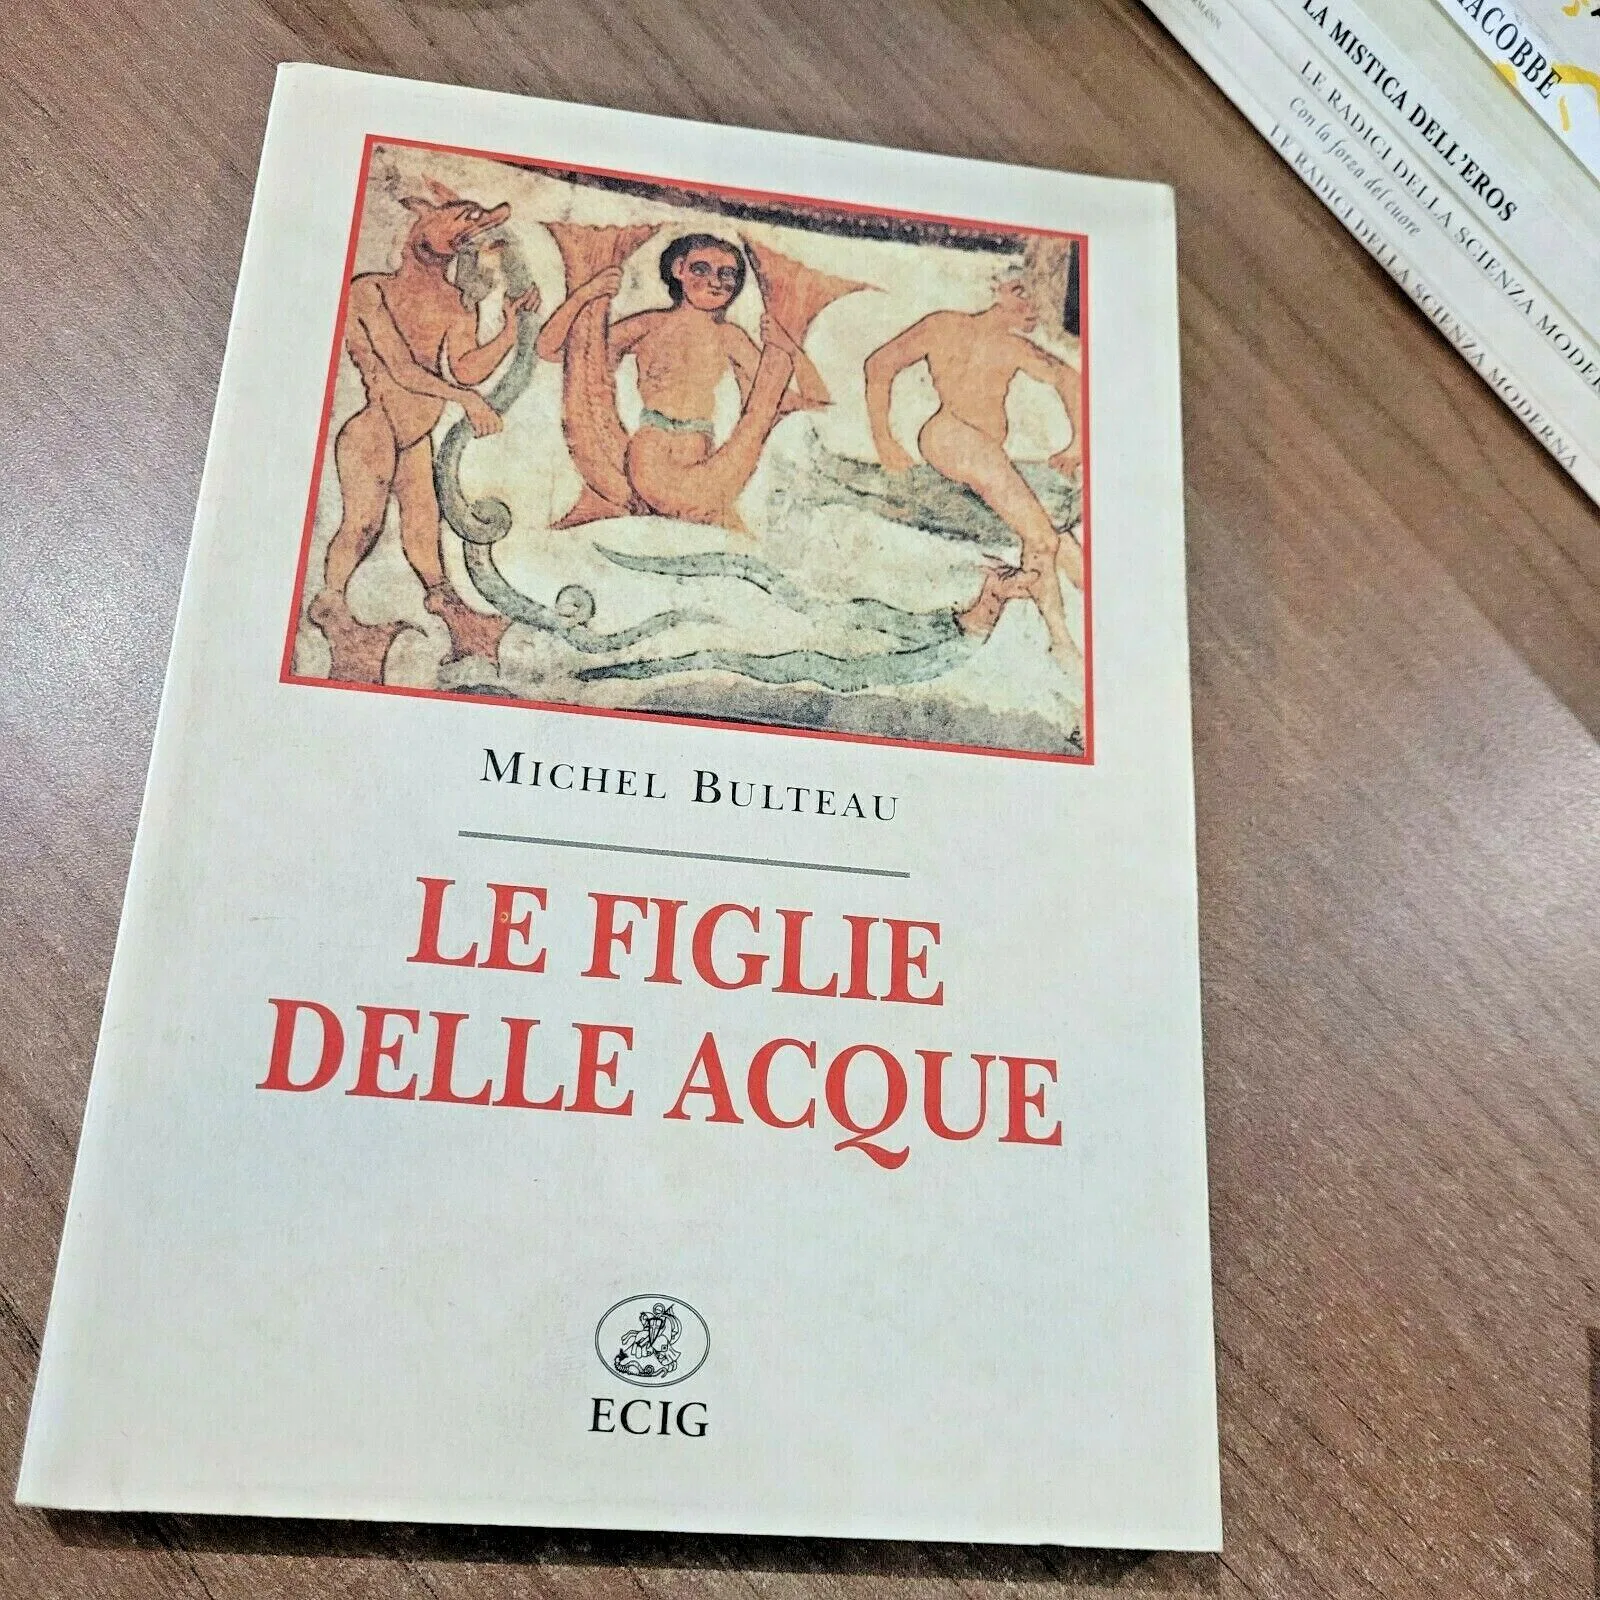 MICHEL BULTEAU
LE FIGLIE
DELLE ACQUE
ECIG
LA MISTICA DELL'EROS
LE RADICI DELLA SCIENZA
Con la forza del cuore
LE RADICI DELLA SCIENZA MODERNA